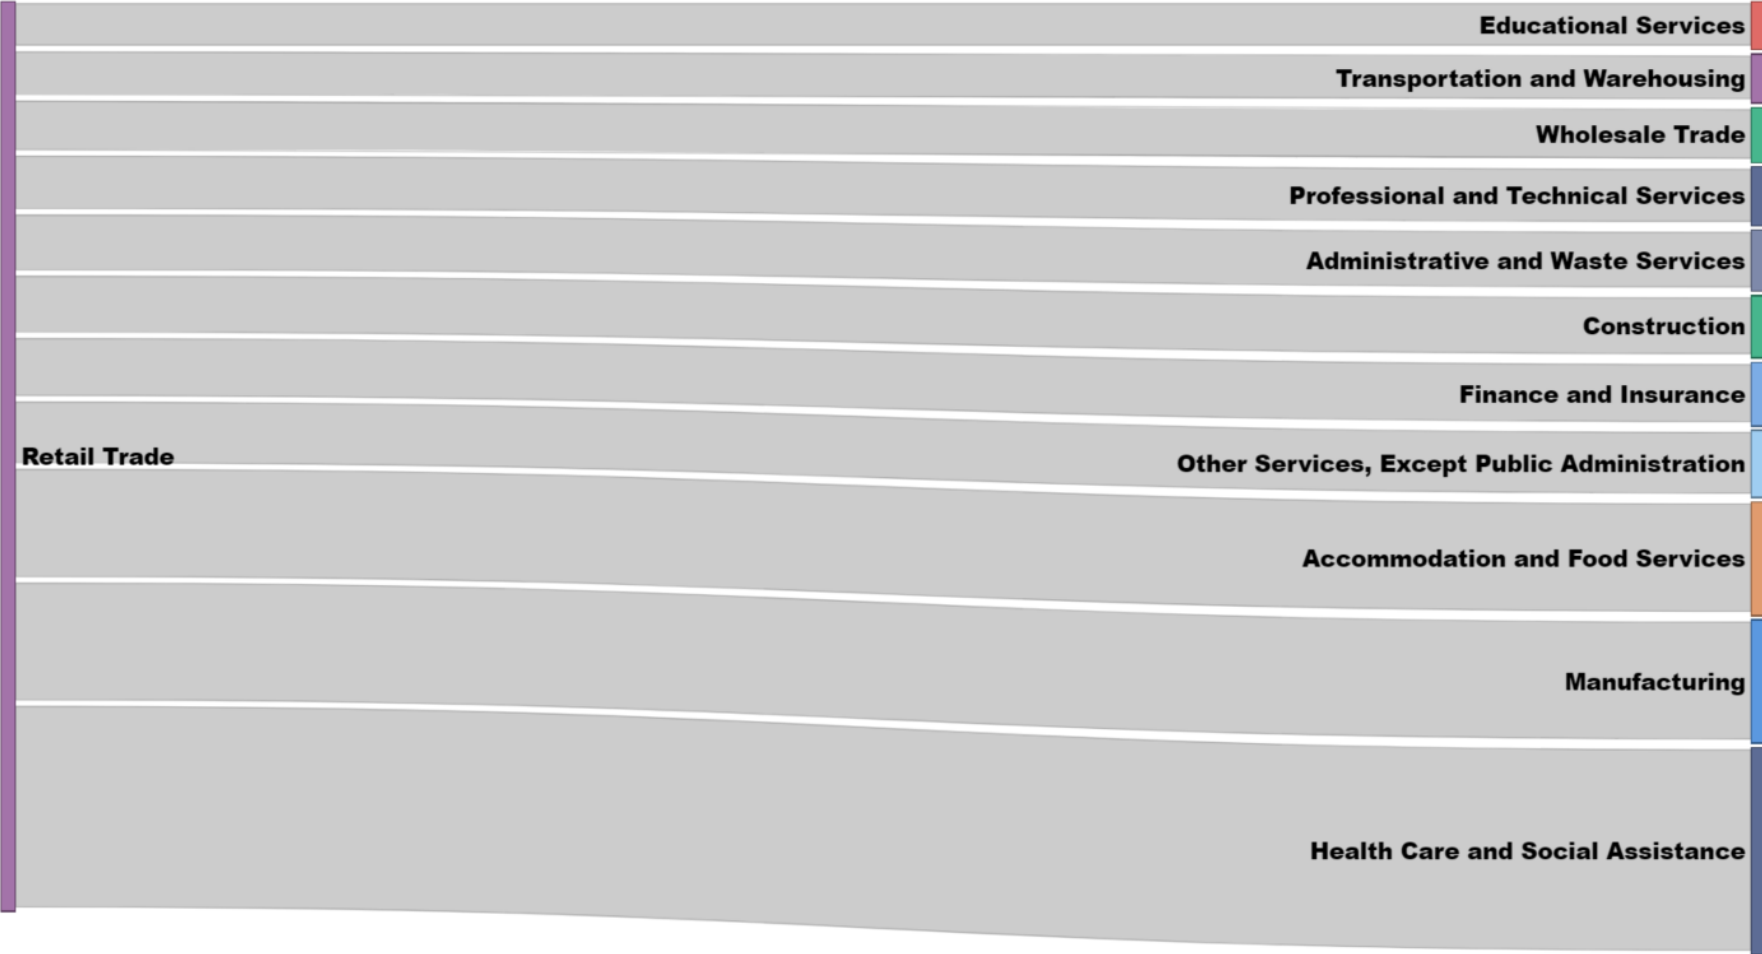 Educational Services
Transportation and Warehousing
Wholesale Trade
Professional and Technical Services
Administrative and Waste Services
Construction
Finance and Insurance
Retail Trade
Other Services, Except Public Administration
Accommodation and Food Services
Manufacturing
Health Care and Social Assistance